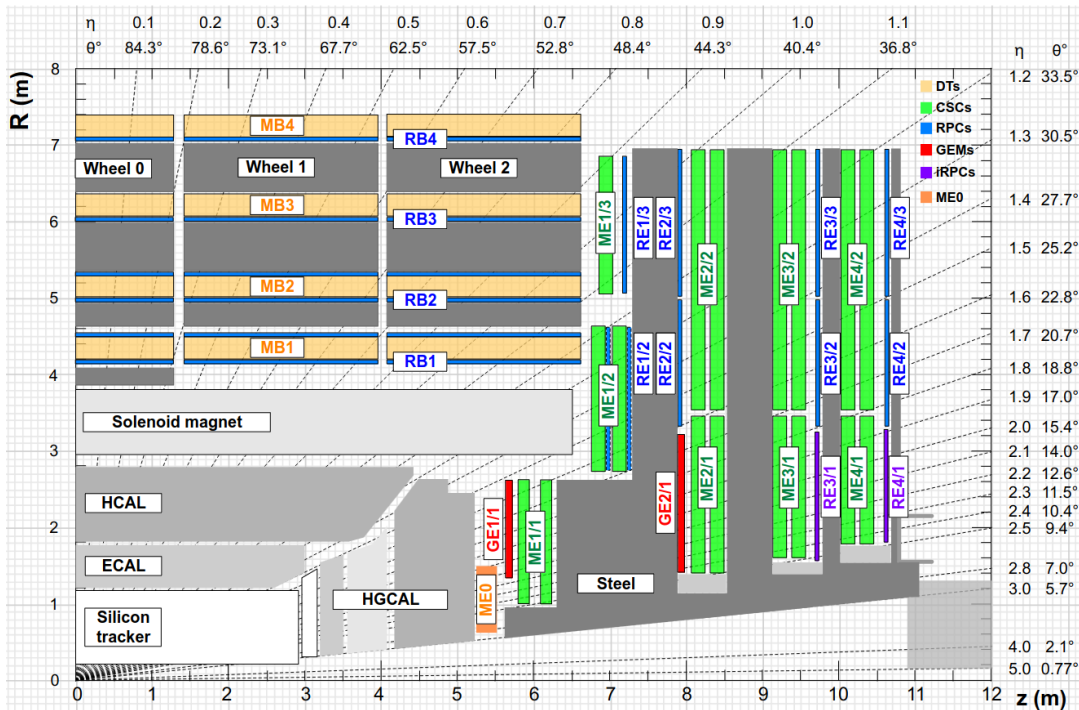 η 0.1 0.2 0.3 0.4 0.5 0.6 0.7 0.8 0.9 1.0 1.1
θ° 84.3° 78.6° 73.1° 67.7° 62.5° 57.5° 52.8° 48.4° 44.3° 40.4° 36.8° η θ°
R (m)
8
7
6
5
4
3
2
1
0
1.2 33.5°
1.3 30.5°
1.4 27.7°
1.5 25.2°
1.6 22.8°
1.7 20.7°
1.8 18.8°
1.9 17.0°
2.0 15.4°
2.1 14.0°
2.2 12.6°
2.3 11.5°
2.4 10.4°
2.5 9.4°
2.8 7.0°
3.0 5.7°
4.0 2.1°
5.0 0.77°
DTs
CSCs
RPCs
GEMs
iRPCs
ME0
MB4
RB4
Wheel 0 Wheel 1 Wheel 2
MB3
RB3
MB2
RB2
MB1
RB1
ME1/3
RE1/3
RE2/3
ME2/2
ME3/2
RE3/3
ME4/2
RE4/3
ME1/2
RE1/2
RE2/2
RE3/2
RE4/2
Solenoid magnet
HCAL
ECAL
Silicon
tracker
HGCAL
GE1/1
ME0
ME1/1
Steel
GE2/1
ME2/1
ME3/1
RE3/1
ME4/1
RE4/1
0 1 2 3 4 5 6 7 8 9 10 11 12
z (m)